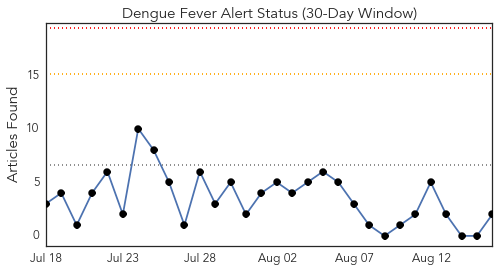 Dengue Fever Alert Status (30-Day Window)
Articles Found
15
10
5
0
Jul 18 Jul 23 Jul 28 Aug 02 Aug 07 Aug 12